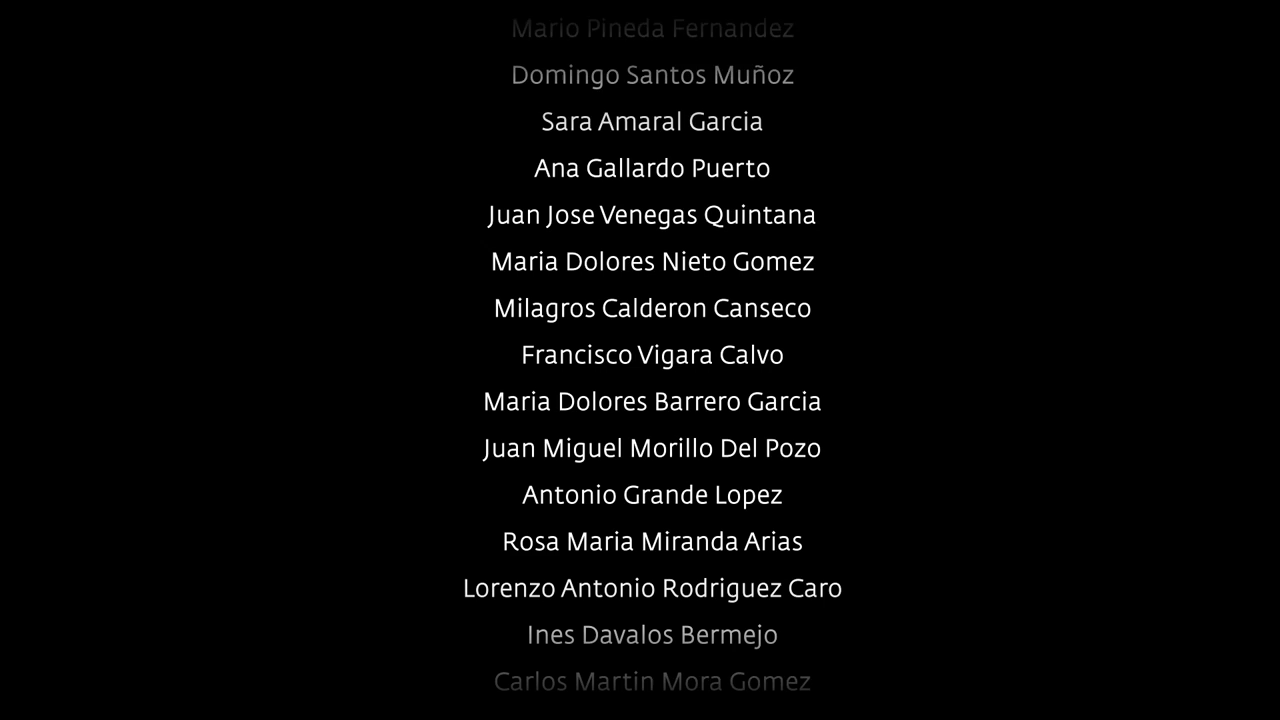 Mario Pineda Fernandez
Domingo Santos Muñoz
Sara Amaral Garcia
Ana Gallardo Puerto
Juan Jose Venegas Quintana
Maria Dolores Nieto Gomez
Milagros Calderon Canseco
Francisco Vigara Calvo
Maria Dolores Barrero Garcia
Juan Miguel Morillo Del Pozo
Antonio Grande Lopez
Rosa Maria Miranda Arias
Lorenzo Antonio Rodriguez Caro
Ines Davalos Bermejo
Carlos Martin Mora Gomez